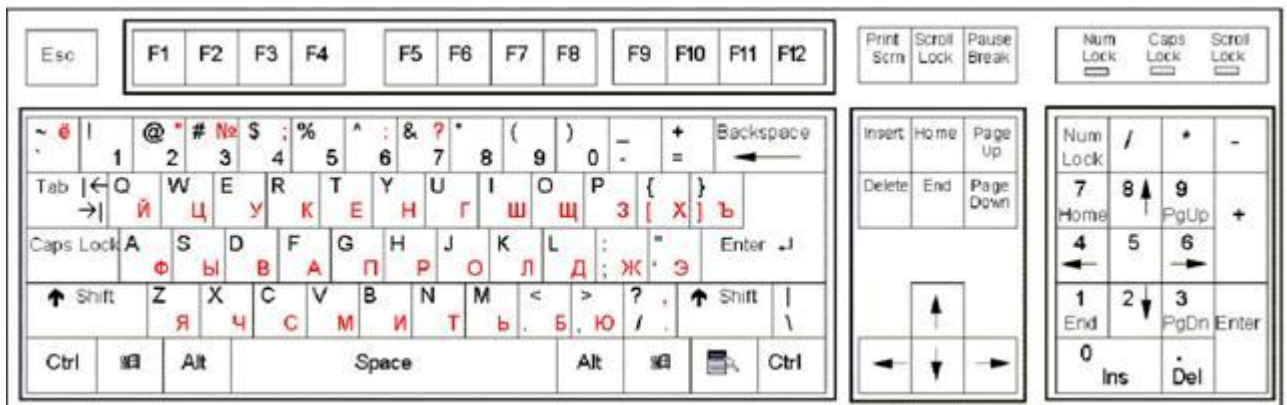 Esc F1 F2 F3 F4 F5 F6 F7 F8 F9 F10 F11 F12 Print Scrn Scroll Lock Pause Break Num Lock Caps Lock Scroll Lock
~ ё ` ! 1 @ " 2 # № 3 $ ; 4 % 5 ^ : 6 & ? 7 * 8 ( 9 ) 0 _ - + = Backspace Insert Home Page Up Num Lock / * -
Tab Q Й W Ц E У R К T Е Y Н U Г I Ш O Щ P З { [ Х } ] Ъ Delete End Page Down 7 Home 8 9 PgUp +
Caps Lock A Ф S Ы D В F А G П H Р J О K Л L Д : ; Ж " ' Э Enter 4 5 6
Shift Z Я X Ч C С V М B И N Т M Ь < , Б > . Ю ? , / . Shift | \ 1 End 2 3 PgDn Enter
Ctrl Alt Space Alt Ctrl 0 Ins . Del